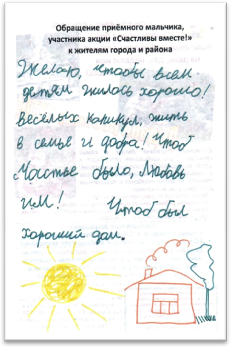 Обращение приёмного мальчика,
участника акции «Счастливы вместе!»
к жителям города и района
Желаю, чтобы всем
детям жилось хорошо!
весёлых каникул, жить
в семье и добра! Чтоб
счастье было, Любовь
им! Чтоб был
хороший дом.